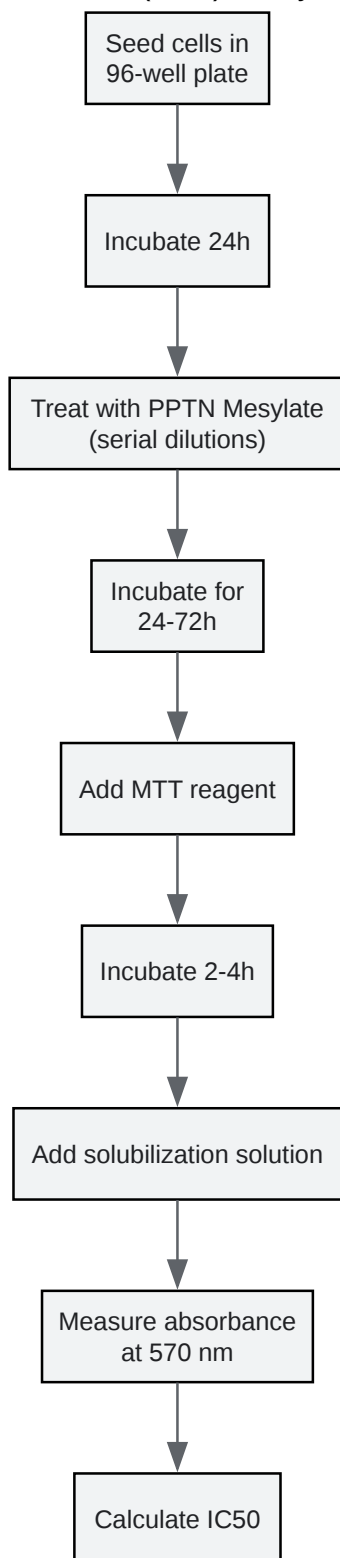 Seed cells in
96-well plate
Incubate 24h
Treat with PPTN Mesylate
(serial dilutions)
Incubate for
24-72h
Add MTT reagent
Incubate 2-4h
Add solubilization solution
Measure absorbance
at 570 nm
Calculate IC50